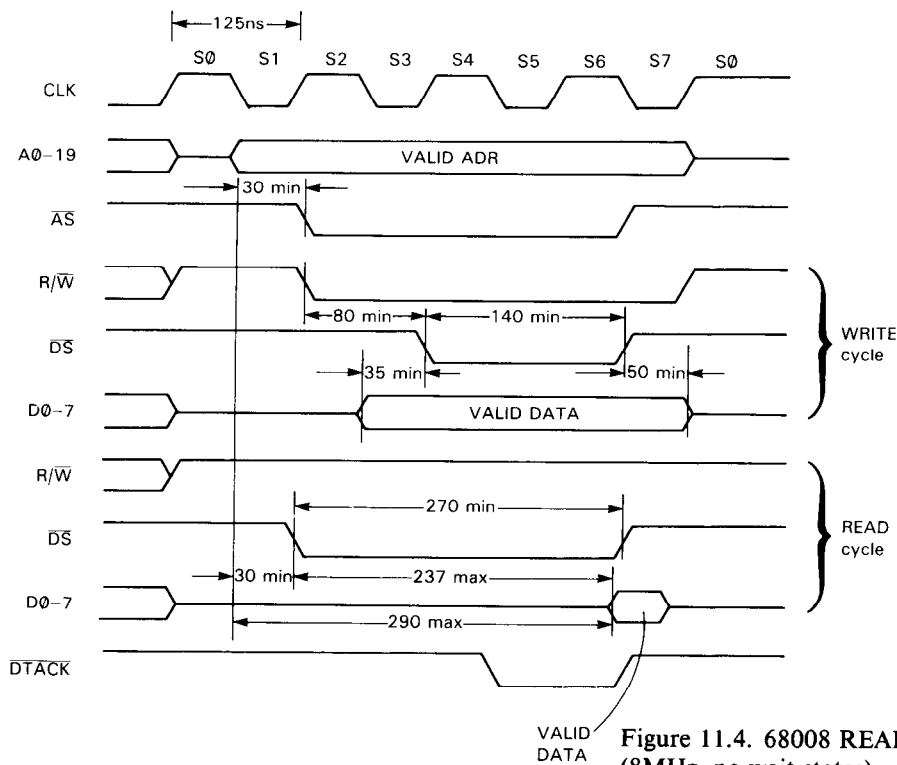 125ns
SØ S1 S2 S3 S4 S5 S6 S7 SØ
CLK
AØ–19
VALID ADR
30 min
AS
R/W
80 min
140 min
DS
WRITE
cycle
35 min
50 min
DØ–7
VALID DATA
R/W
270 min
DS
READ
cycle
30 min
237 max
DØ–7
290 max
DTACK
VALID
DATA
Figure 11.4. 68008 REA
(8MHz, no wait states)